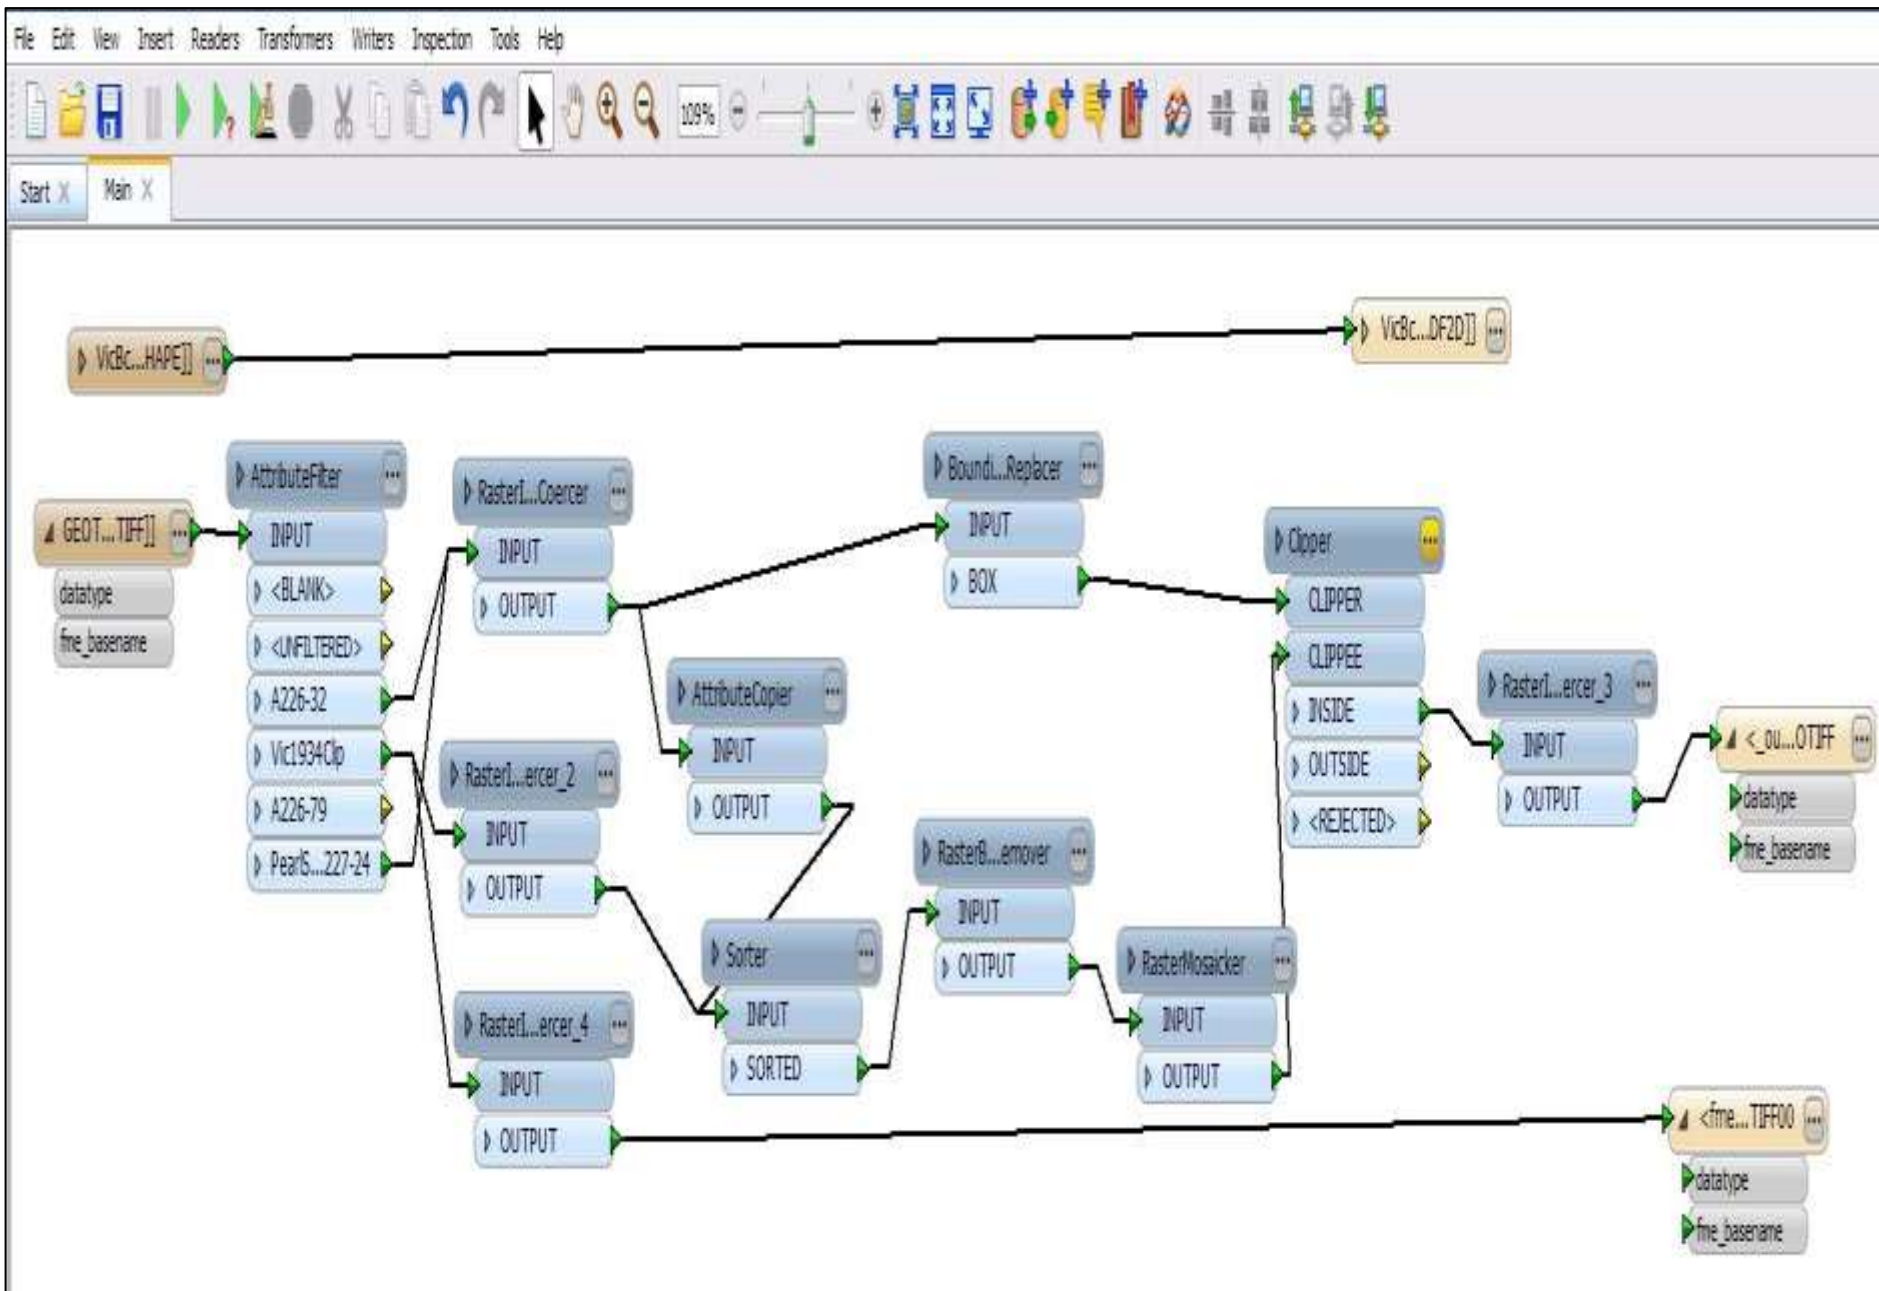 File Edit View Insert Readers Transformers Writers Inspection Tools Help
109%
Start Main
VicBc...HAPE]]
VicBc...DF2D]]
GEOT...TIFF]]
datatype
fme_basename
AttributeFilter
INPUT
<BLANK>
<UNFILTERED>
A226-32
Vic1934Clip
A226-79
PearlS...227-24
RasterI...Coercer
INPUT
OUTPUT
RasterI...ercer_2
INPUT
OUTPUT
RasterI...ercer_4
INPUT
OUTPUT
AttributeCopier
INPUT
OUTPUT
Sorter
INPUT
SORTED
Boundi...Replacer
INPUT
BOX
RasterB...emover
INPUT
OUTPUT
RasterMosaicker
INPUT
OUTPUT
Clipper
CLIPPER
CLIPPEE
INSIDE
OUTSIDE
<REJECTED>
RasterI...ercer_3
INPUT
OUTPUT
<_ou...OTIFF
datatype
fme_basename
<fme...TIFF00
datatype
fme_basename